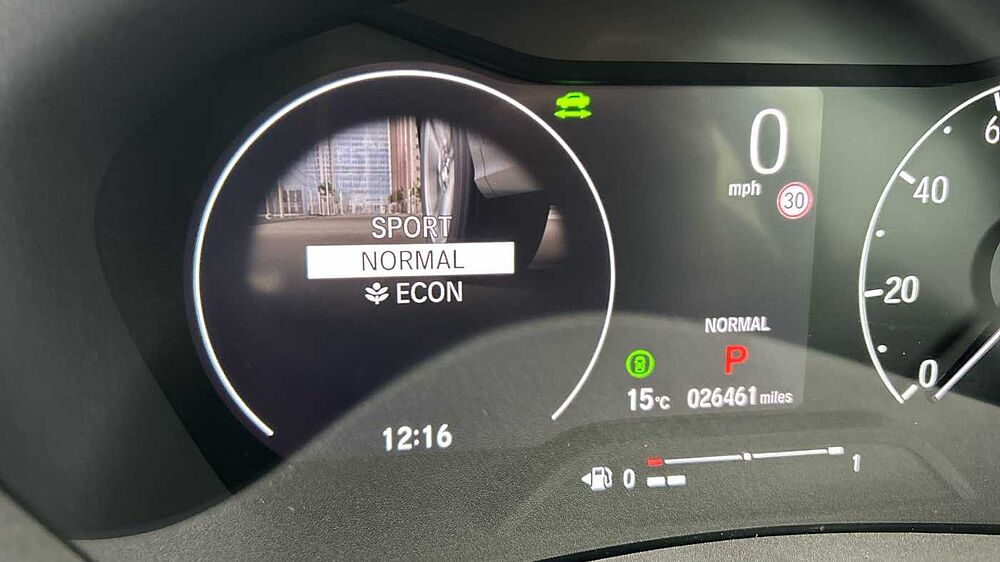 SPORT
NORMAL
ECON
12:16
0
mph
30
NORMAL
P
15°C
026461 miles
0
1
40
20
0